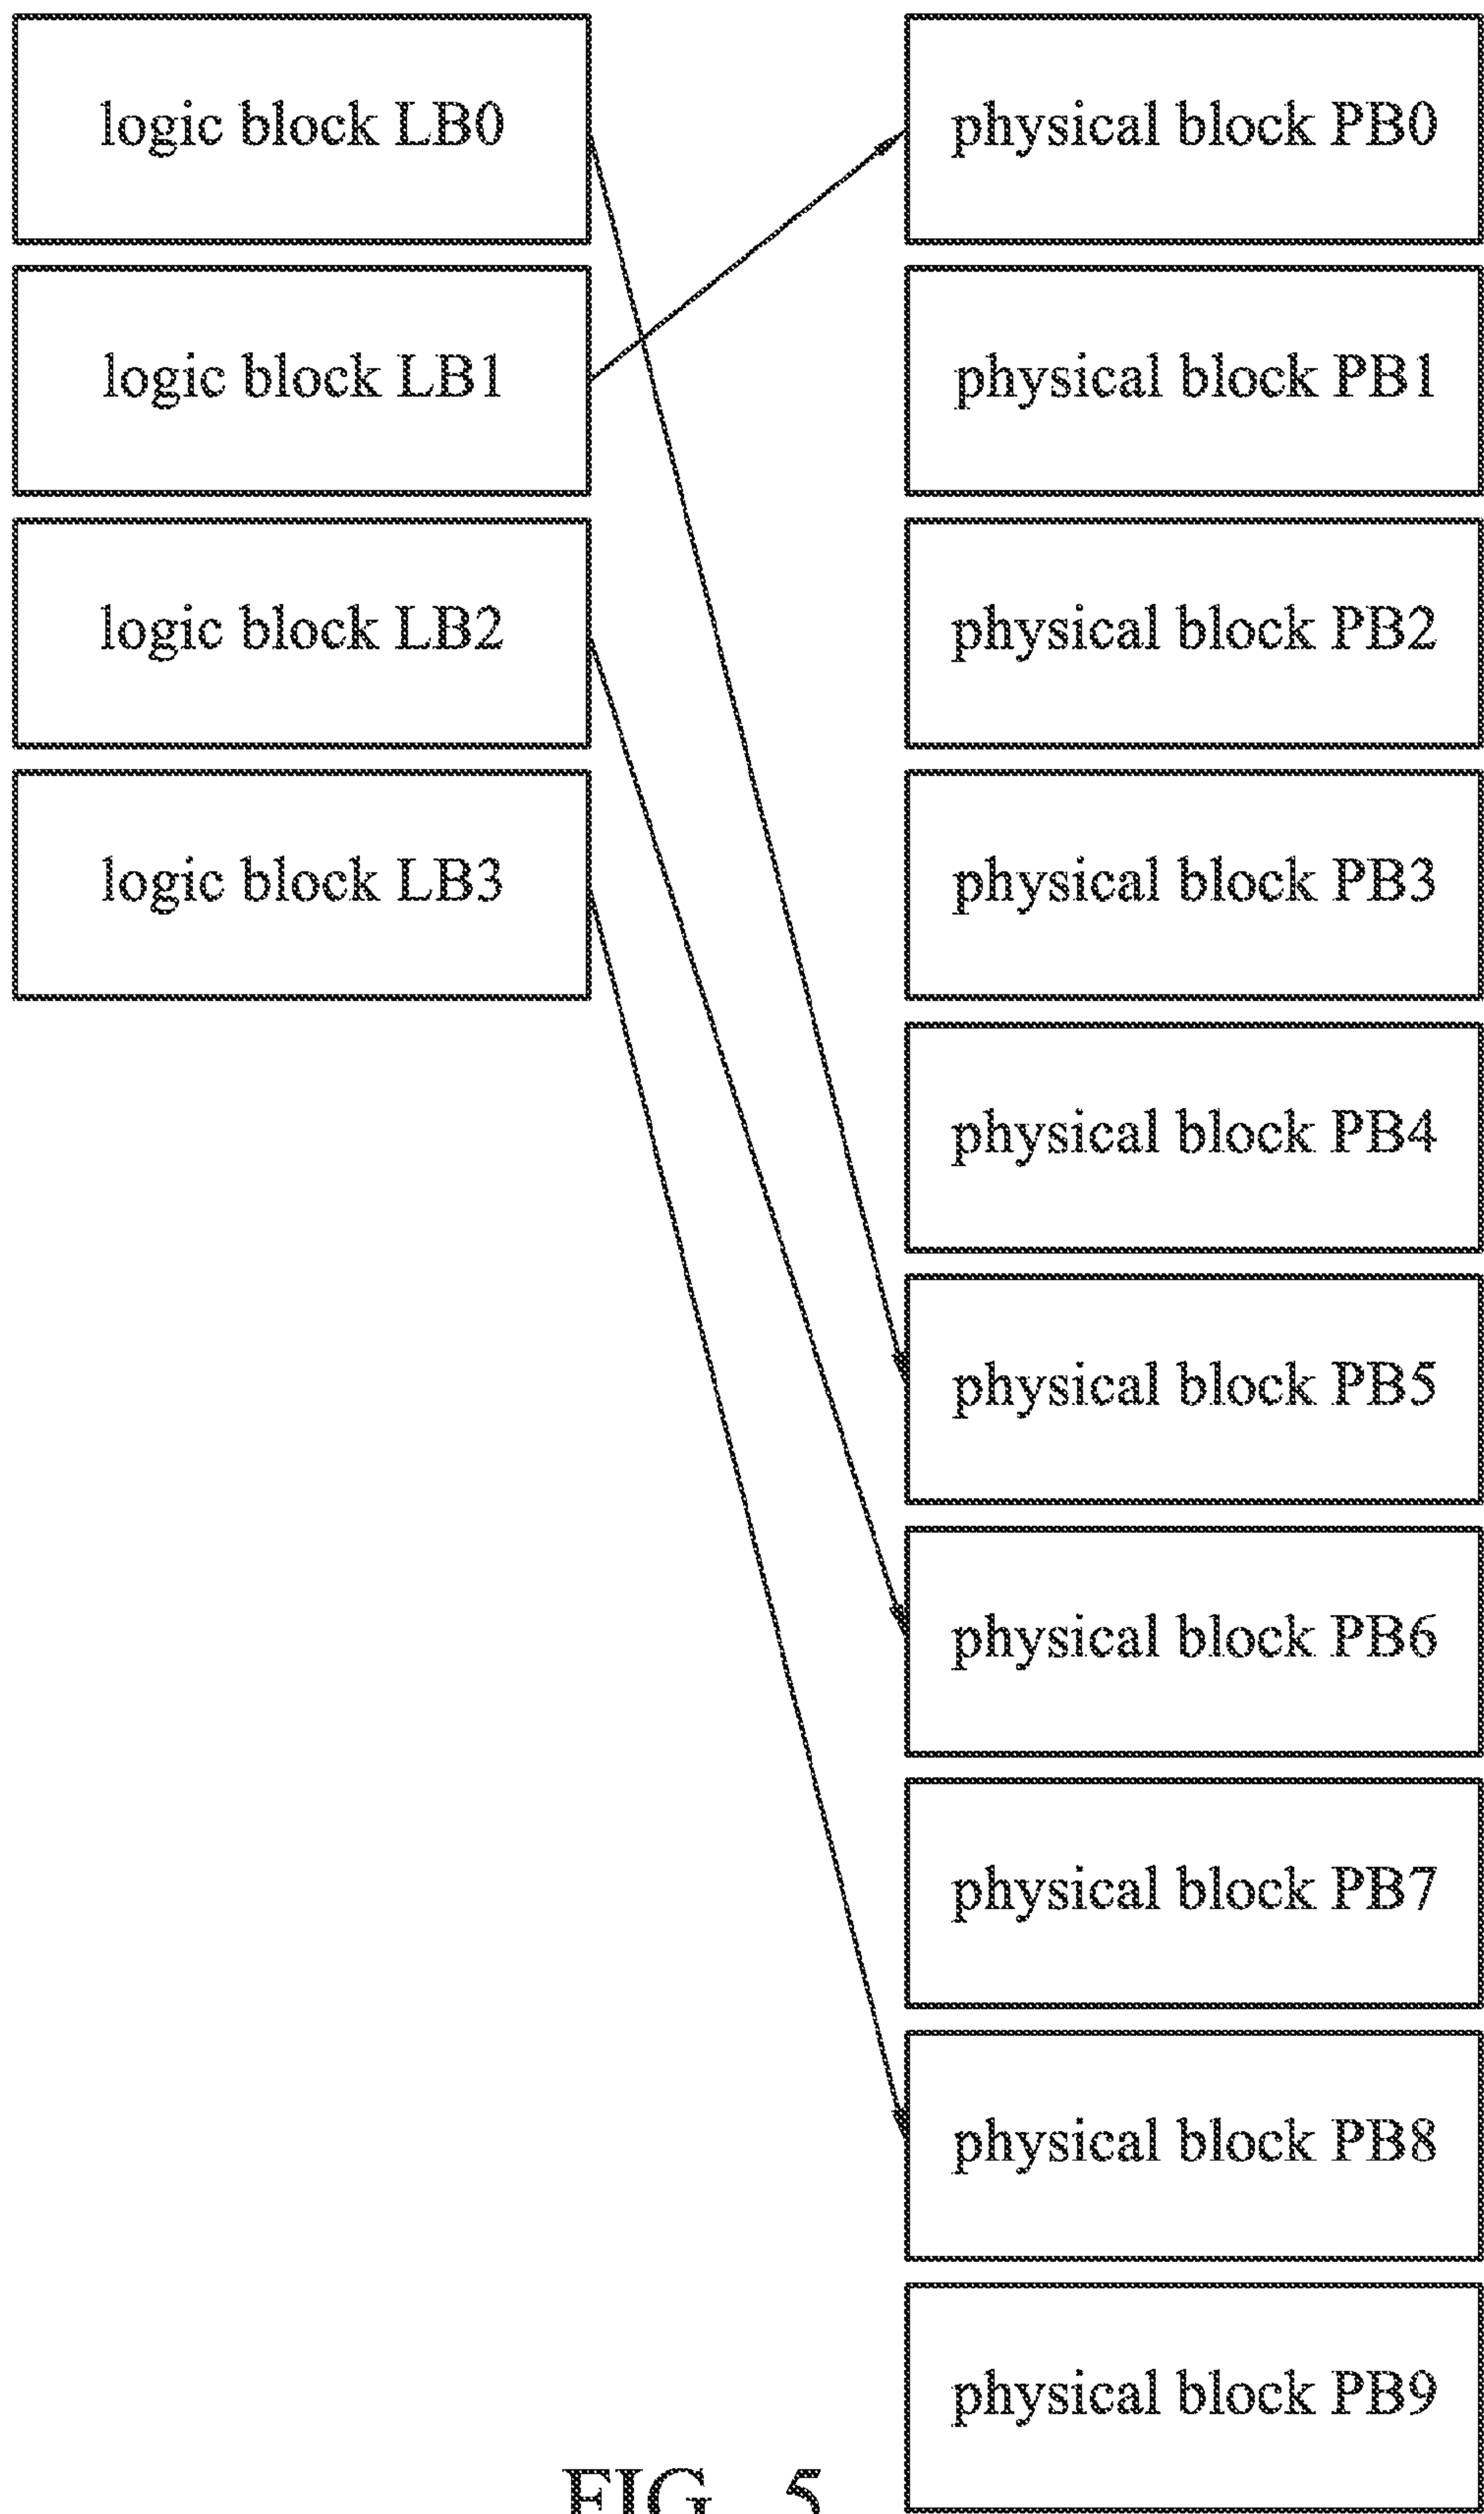 logic block LB0
logic block LB1
logic block LB2
logic block LB3
physical block PB0
physical block PB1
physical block PB2
physical block PB3
physical block PB4
physical block PB5
physical block PB6
physical block PB7
physical block PB8
physical block PB9
FIG. 5